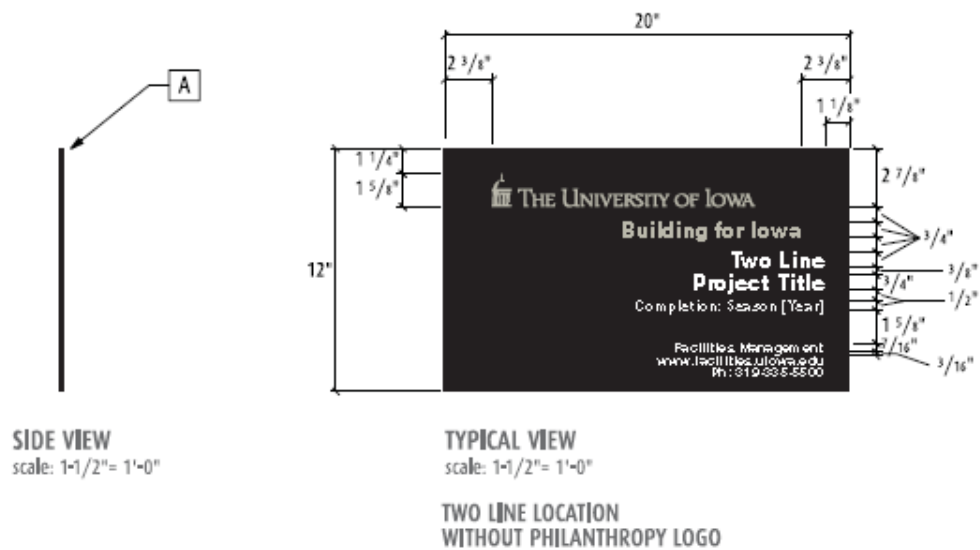 20"
2 3/8"
2 3/8"
A
1 1/8"
1 1/4"
2 7/8"
1 5/8"
THE UNIVERSITY OF IOWA
Building for Iowa
3/4"
Two Line
12"
3/8"
Project Title
3/4"
Completion: Season [Year]
1/2"
1 5/8"
Facilities Management
7/16"
www.facilities.uiowa.edu
3/16"
Ph: 319-335-5500
SIDE VIEW
scale: 1-1/2"= 1'-0"
TYPICAL VIEW
scale: 1-1/2"= 1'-0"
TWO LINE LOCATION
WITHOUT PHILANTHROPY LOGO